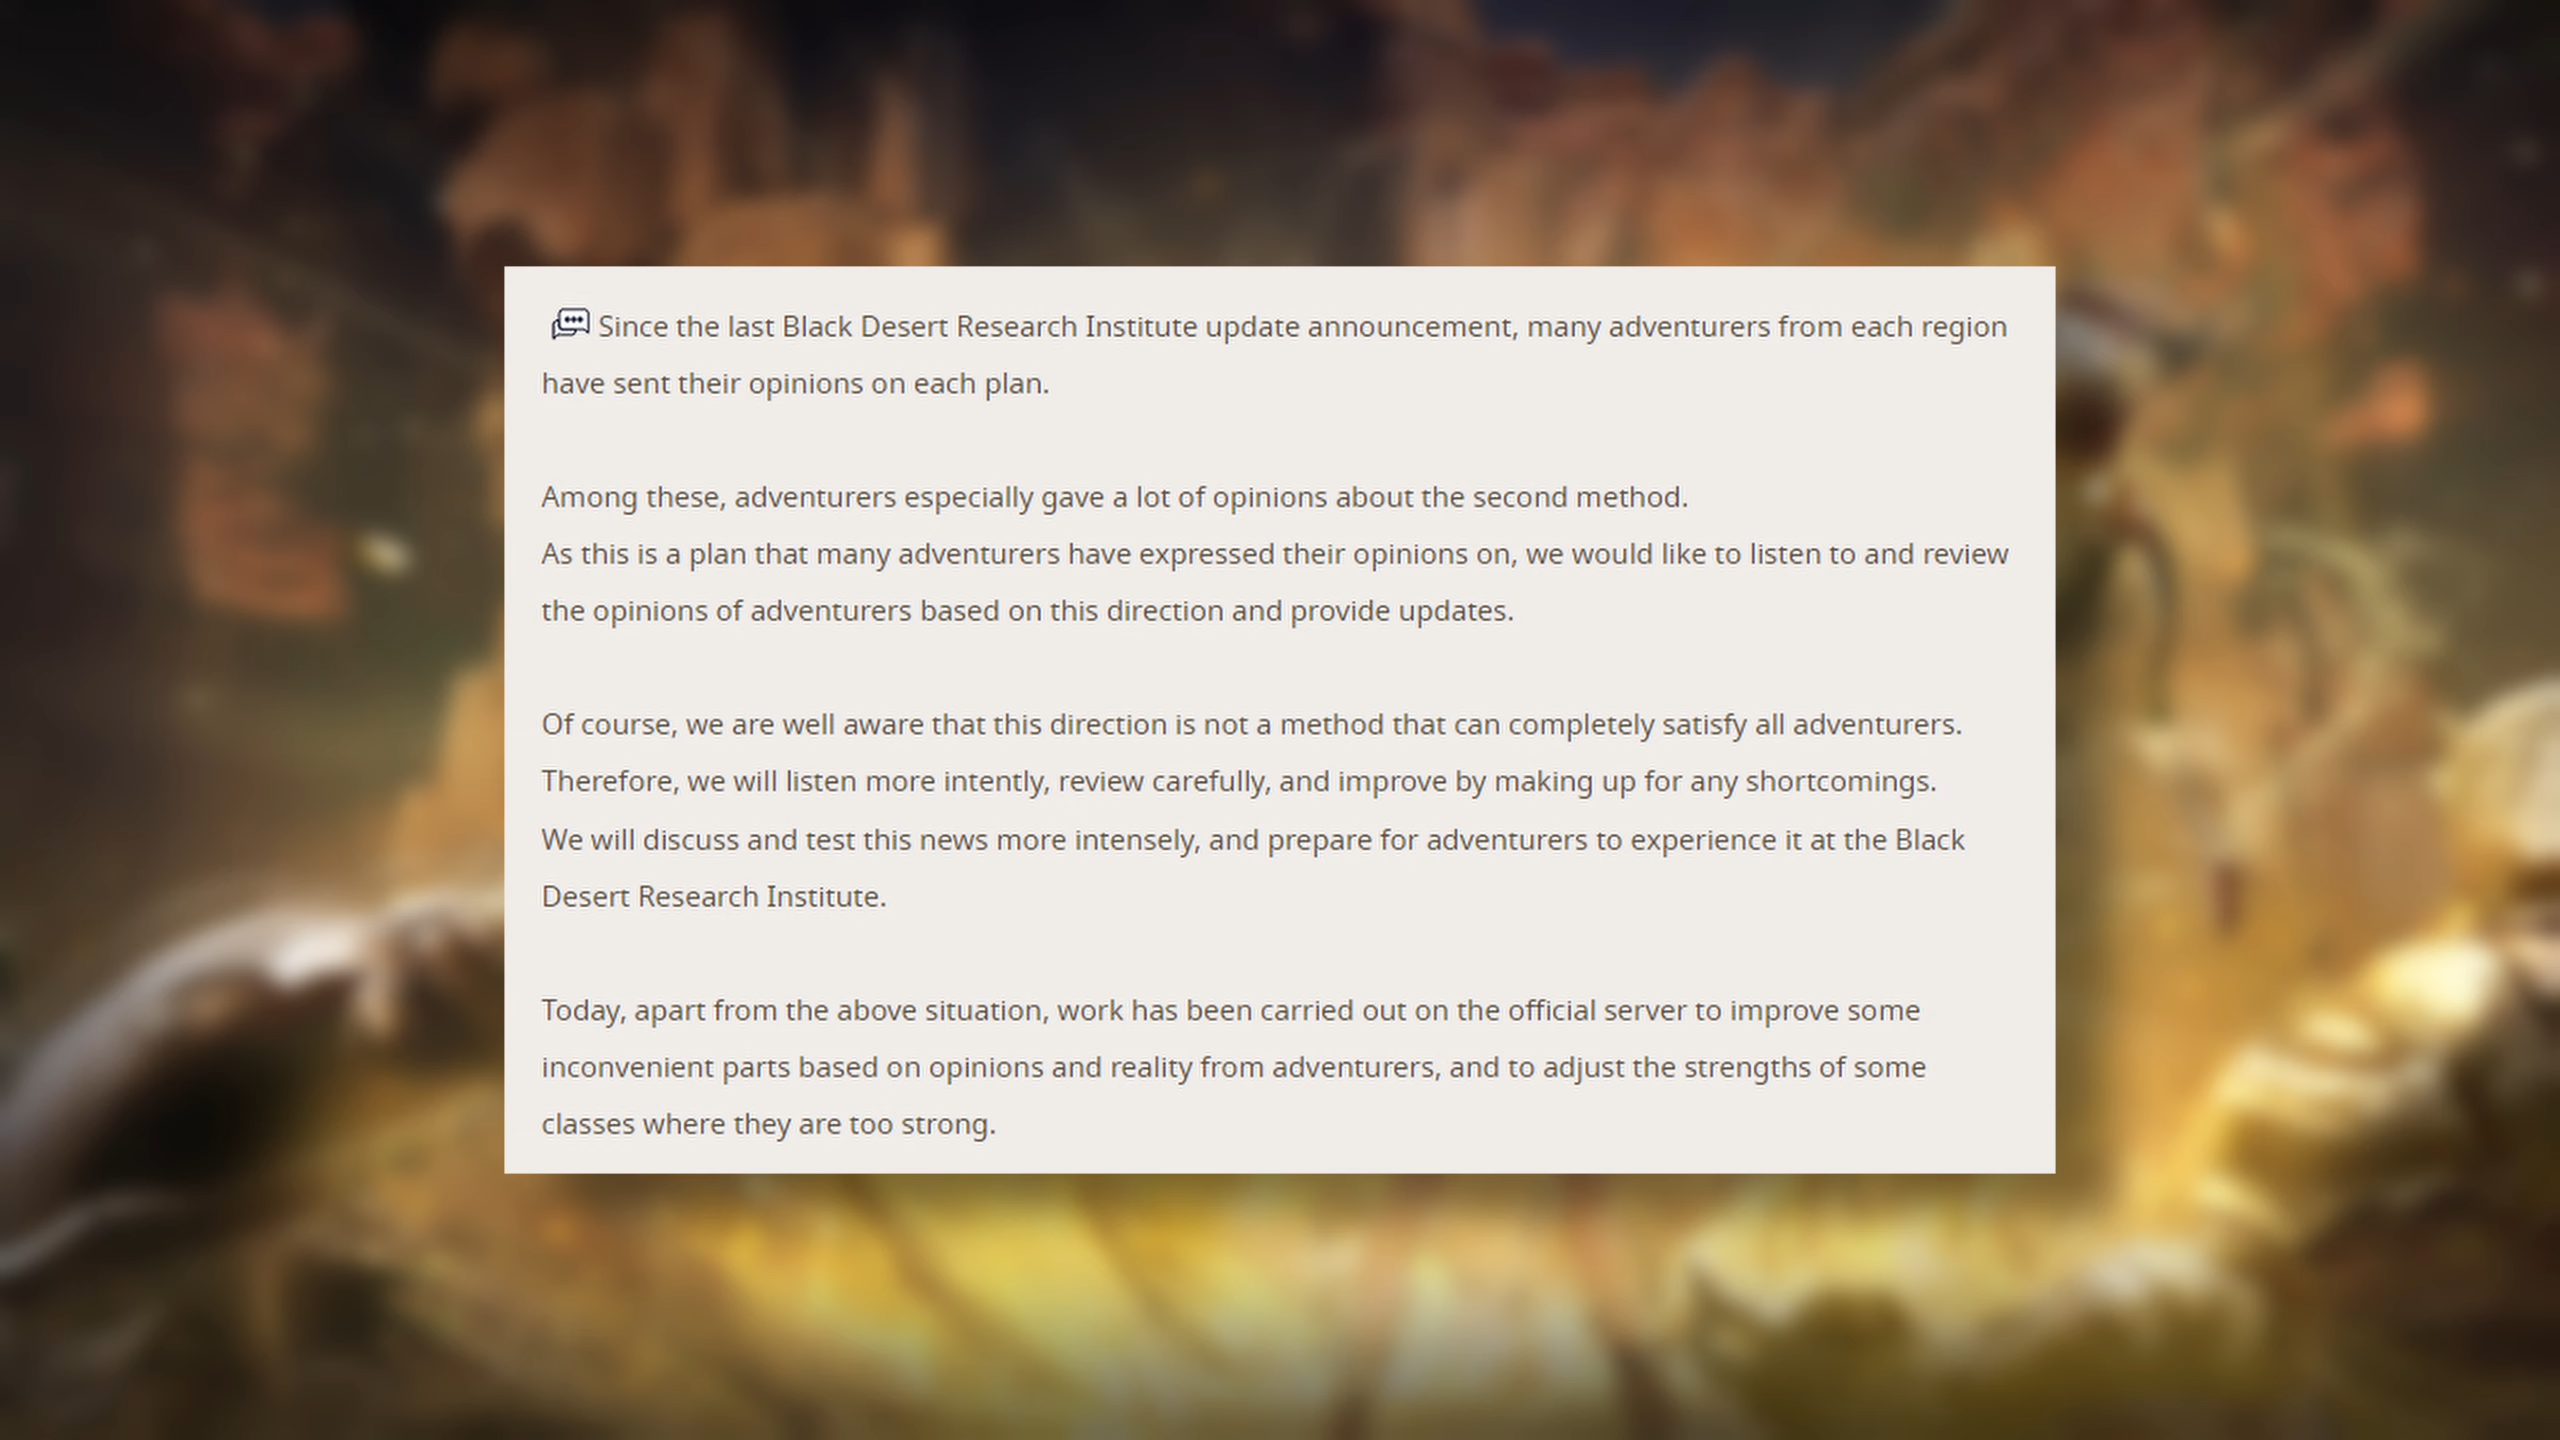 Since the last Black Desert Research Institute update announcement, many adventurers from each region
have sent their opinions on each plan.
Among these, adventurers especially gave a lot of opinions about the second method.
As this is a plan that many adventurers have expressed their opinions on, we would like to listen to and review
the opinions of adventurers based on this direction and provide updates.
Of course, we are well aware that this direction is not a method that can completely satisfy all adventurers.
Therefore, we will listen more intently, review carefully, and improve by making up for any shortcomings.
We will discuss and test this news more intensely, and prepare for adventurers to experience it at the Black
Desert Research Institute.
Today, apart from the above situation, work has been carried out on the official server to improve some
inconvenient parts based on opinions and reality from adventurers, and to adjust the strengths of some
classes where they are too strong.